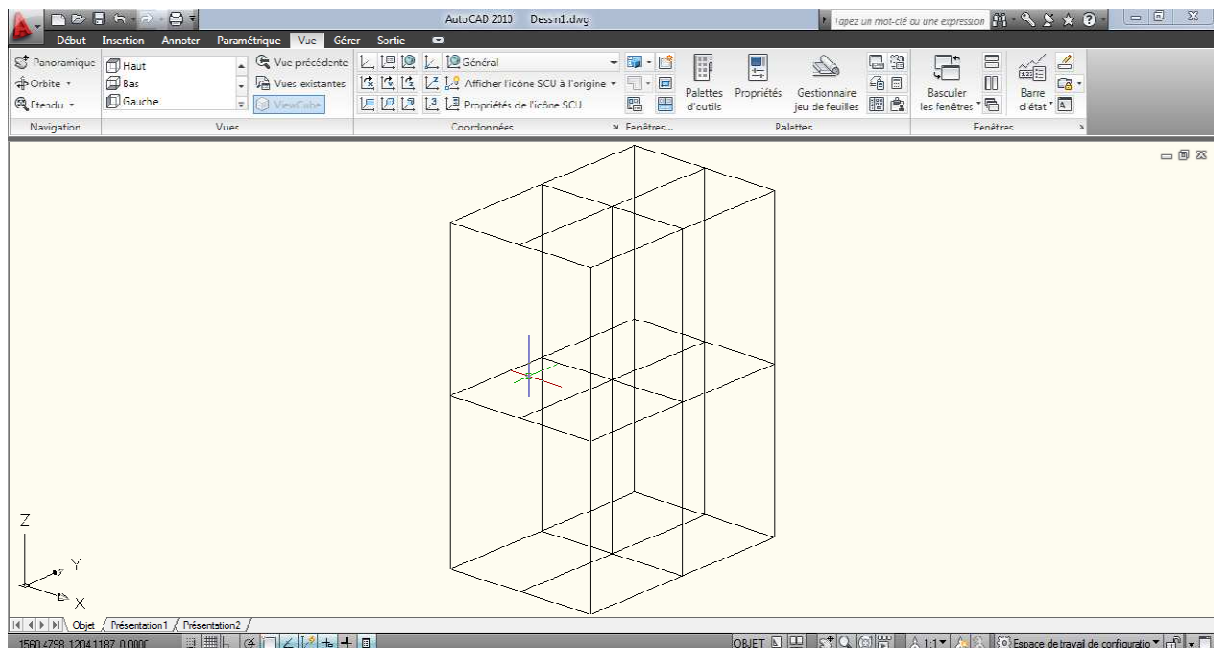 AutoCAD 2010 Dessin1.dwg
Tapez un mot-clé ou une expression
Début Insertion Annoter Paramétrique Vue Gérer Sortie
Panoramique
Orbite
Etendu
Navigation
Haut
Bas
Gauche
Vue précédente
Vues existantes
ViewCube
Vues
Général
Afficher l'icône SCU à l'origine
Propriétés de l'icône SCU
Coordonnées
Fenêtres...
Palettes d'outils
Propriétés
Gestionnaire jeu de feuilles
Palettes
Basculer les fenêtres
Barre d'état
Fenêtres
Z
Y
X
Objet Présentation1 Présentation2
OBJET 1:1 Espace de travail de configuratio